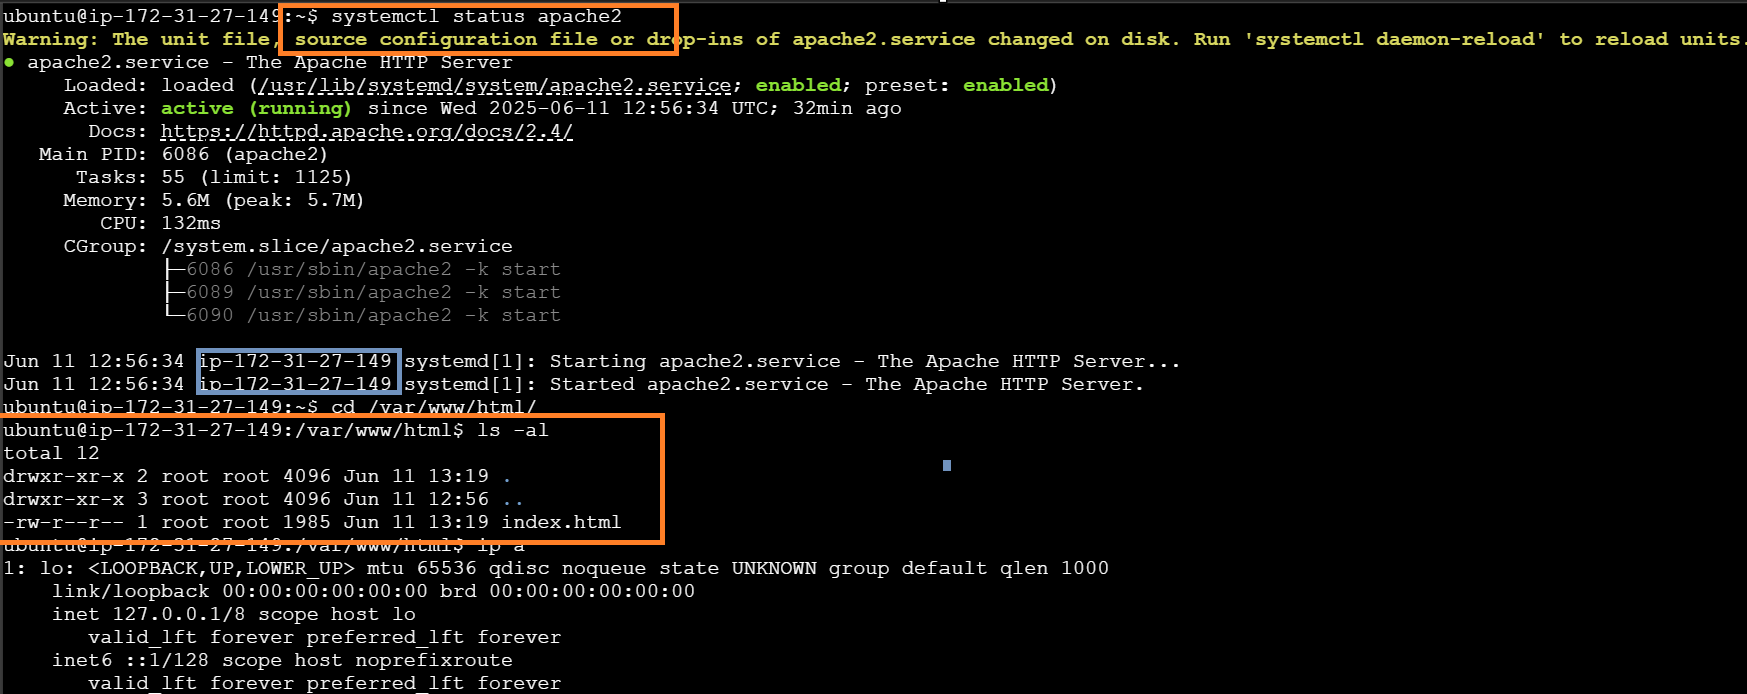 ubuntu@ip-172-31-27-149:~$ systemctl status apache2
Warning: The unit file, source configuration file or drop-ins of apache2.service changed on disk. Run 'systemctl daemon-reload' to reload units.
● apache2.service - The Apache HTTP Server
     Loaded: loaded (/usr/lib/systemd/system/apache2.service; enabled; preset: enabled)
     Active: active (running) since Wed 2025-06-11 12:56:34 UTC; 32min ago
       Docs: https://httpd.apache.org/docs/2.4/
   Main PID: 6086 (apache2)
      Tasks: 55 (limit: 1125)
     Memory: 5.6M (peak: 5.7M)
        CPU: 132ms
     CGroup: /system.slice/apache2.service
             ├─6086 /usr/sbin/apache2 -k start
             ├─6089 /usr/sbin/apache2 -k start
             └─6090 /usr/sbin/apache2 -k start

Jun 11 12:56:34 ip-172-31-27-149 systemd[1]: Starting apache2.service - The Apache HTTP Server...
Jun 11 12:56:34 ip-172-31-27-149 systemd[1]: Started apache2.service - The Apache HTTP Server.
ubuntu@ip-172-31-27-149:~$ cd /var/www/html/
ubuntu@ip-172-31-27-149:/var/www/html$ ls -al
total 12
drwxr-xr-x 2 root root 4096 Jun 11 13:19 .
drwxr-xr-x 3 root root 4096 Jun 11 12:56 ..
-rw-r--r-- 1 root root 1985 Jun 11 13:19 index.html
ubuntu@ip-172-31-27-149:/var/www/html$ ip a
1: lo: <LOOPBACK,UP,LOWER_UP> mtu 65536 qdisc noqueue state UNKNOWN group default qlen 1000
    link/loopback 00:00:00:00:00:00 brd 00:00:00:00:00:00
    inet 127.0.0.1/8 scope host lo
       valid_lft forever preferred_lft forever
    inet6 ::1/128 scope host noprefixroute
       valid_lft forever preferred_lft forever